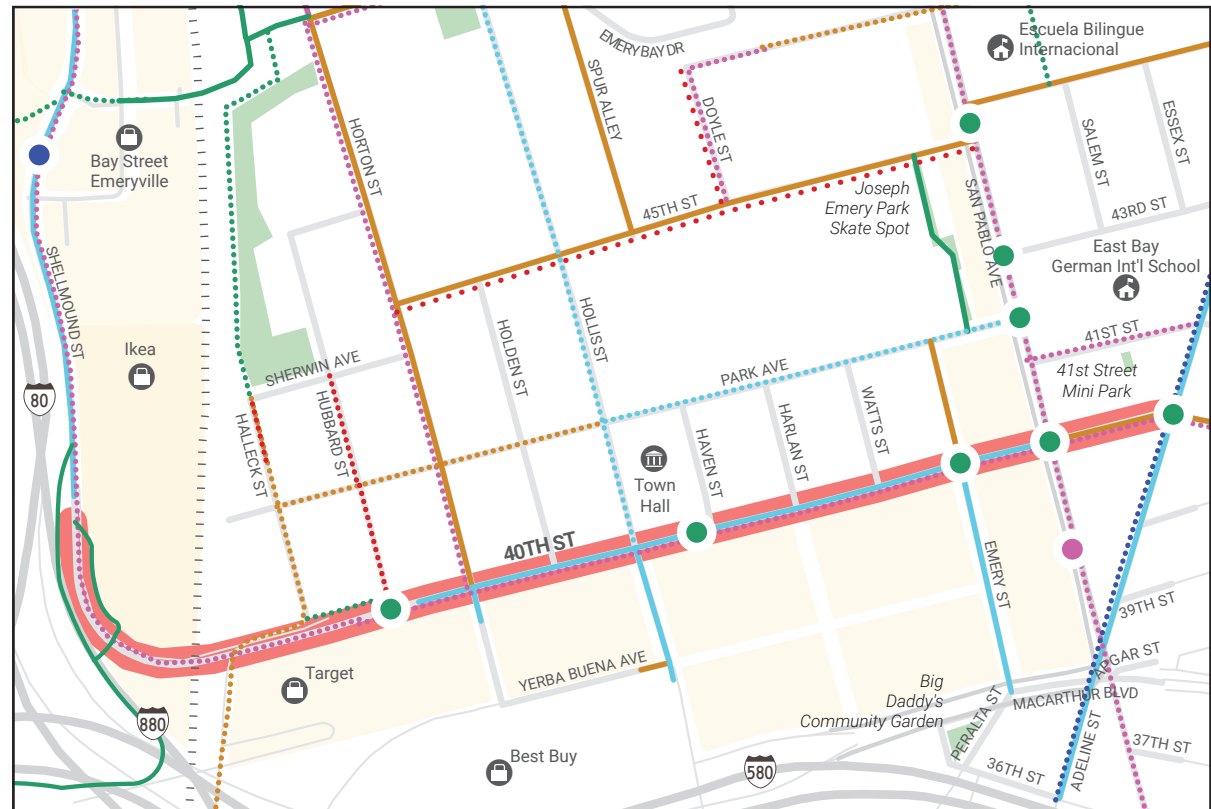 EMERYBAY DR
Escuela Bilingue
Internacional
SPUR ALLEY
DOYLE ST
ESSEX ST
SALEM ST
HORTON ST
Bay Street
Emeryville
45TH ST
Joseph
Emery Park
Skate Spot
SAN PABLO AVE
43RD ST
East Bay
German Int'l School
SHELLMOUND ST
Ikea
HOLDEN ST
HOLLIS ST
41ST ST
41st Street
Mini Park
SHERWIN AVE
PARK AVE
80
HALLECK ST
HUBBARD ST
HAVEN ST
HARLAN ST
WATTS ST
Town
Hall
40TH ST
EMERY ST
39TH ST
Target
YERBA BUENA AVE
APGAR ST
Big
Daddy's
Community Garden
MACARTHUR BLVD
PERALTA ST
ADELINE ST
880
Best Buy
580
36TH ST
37TH ST